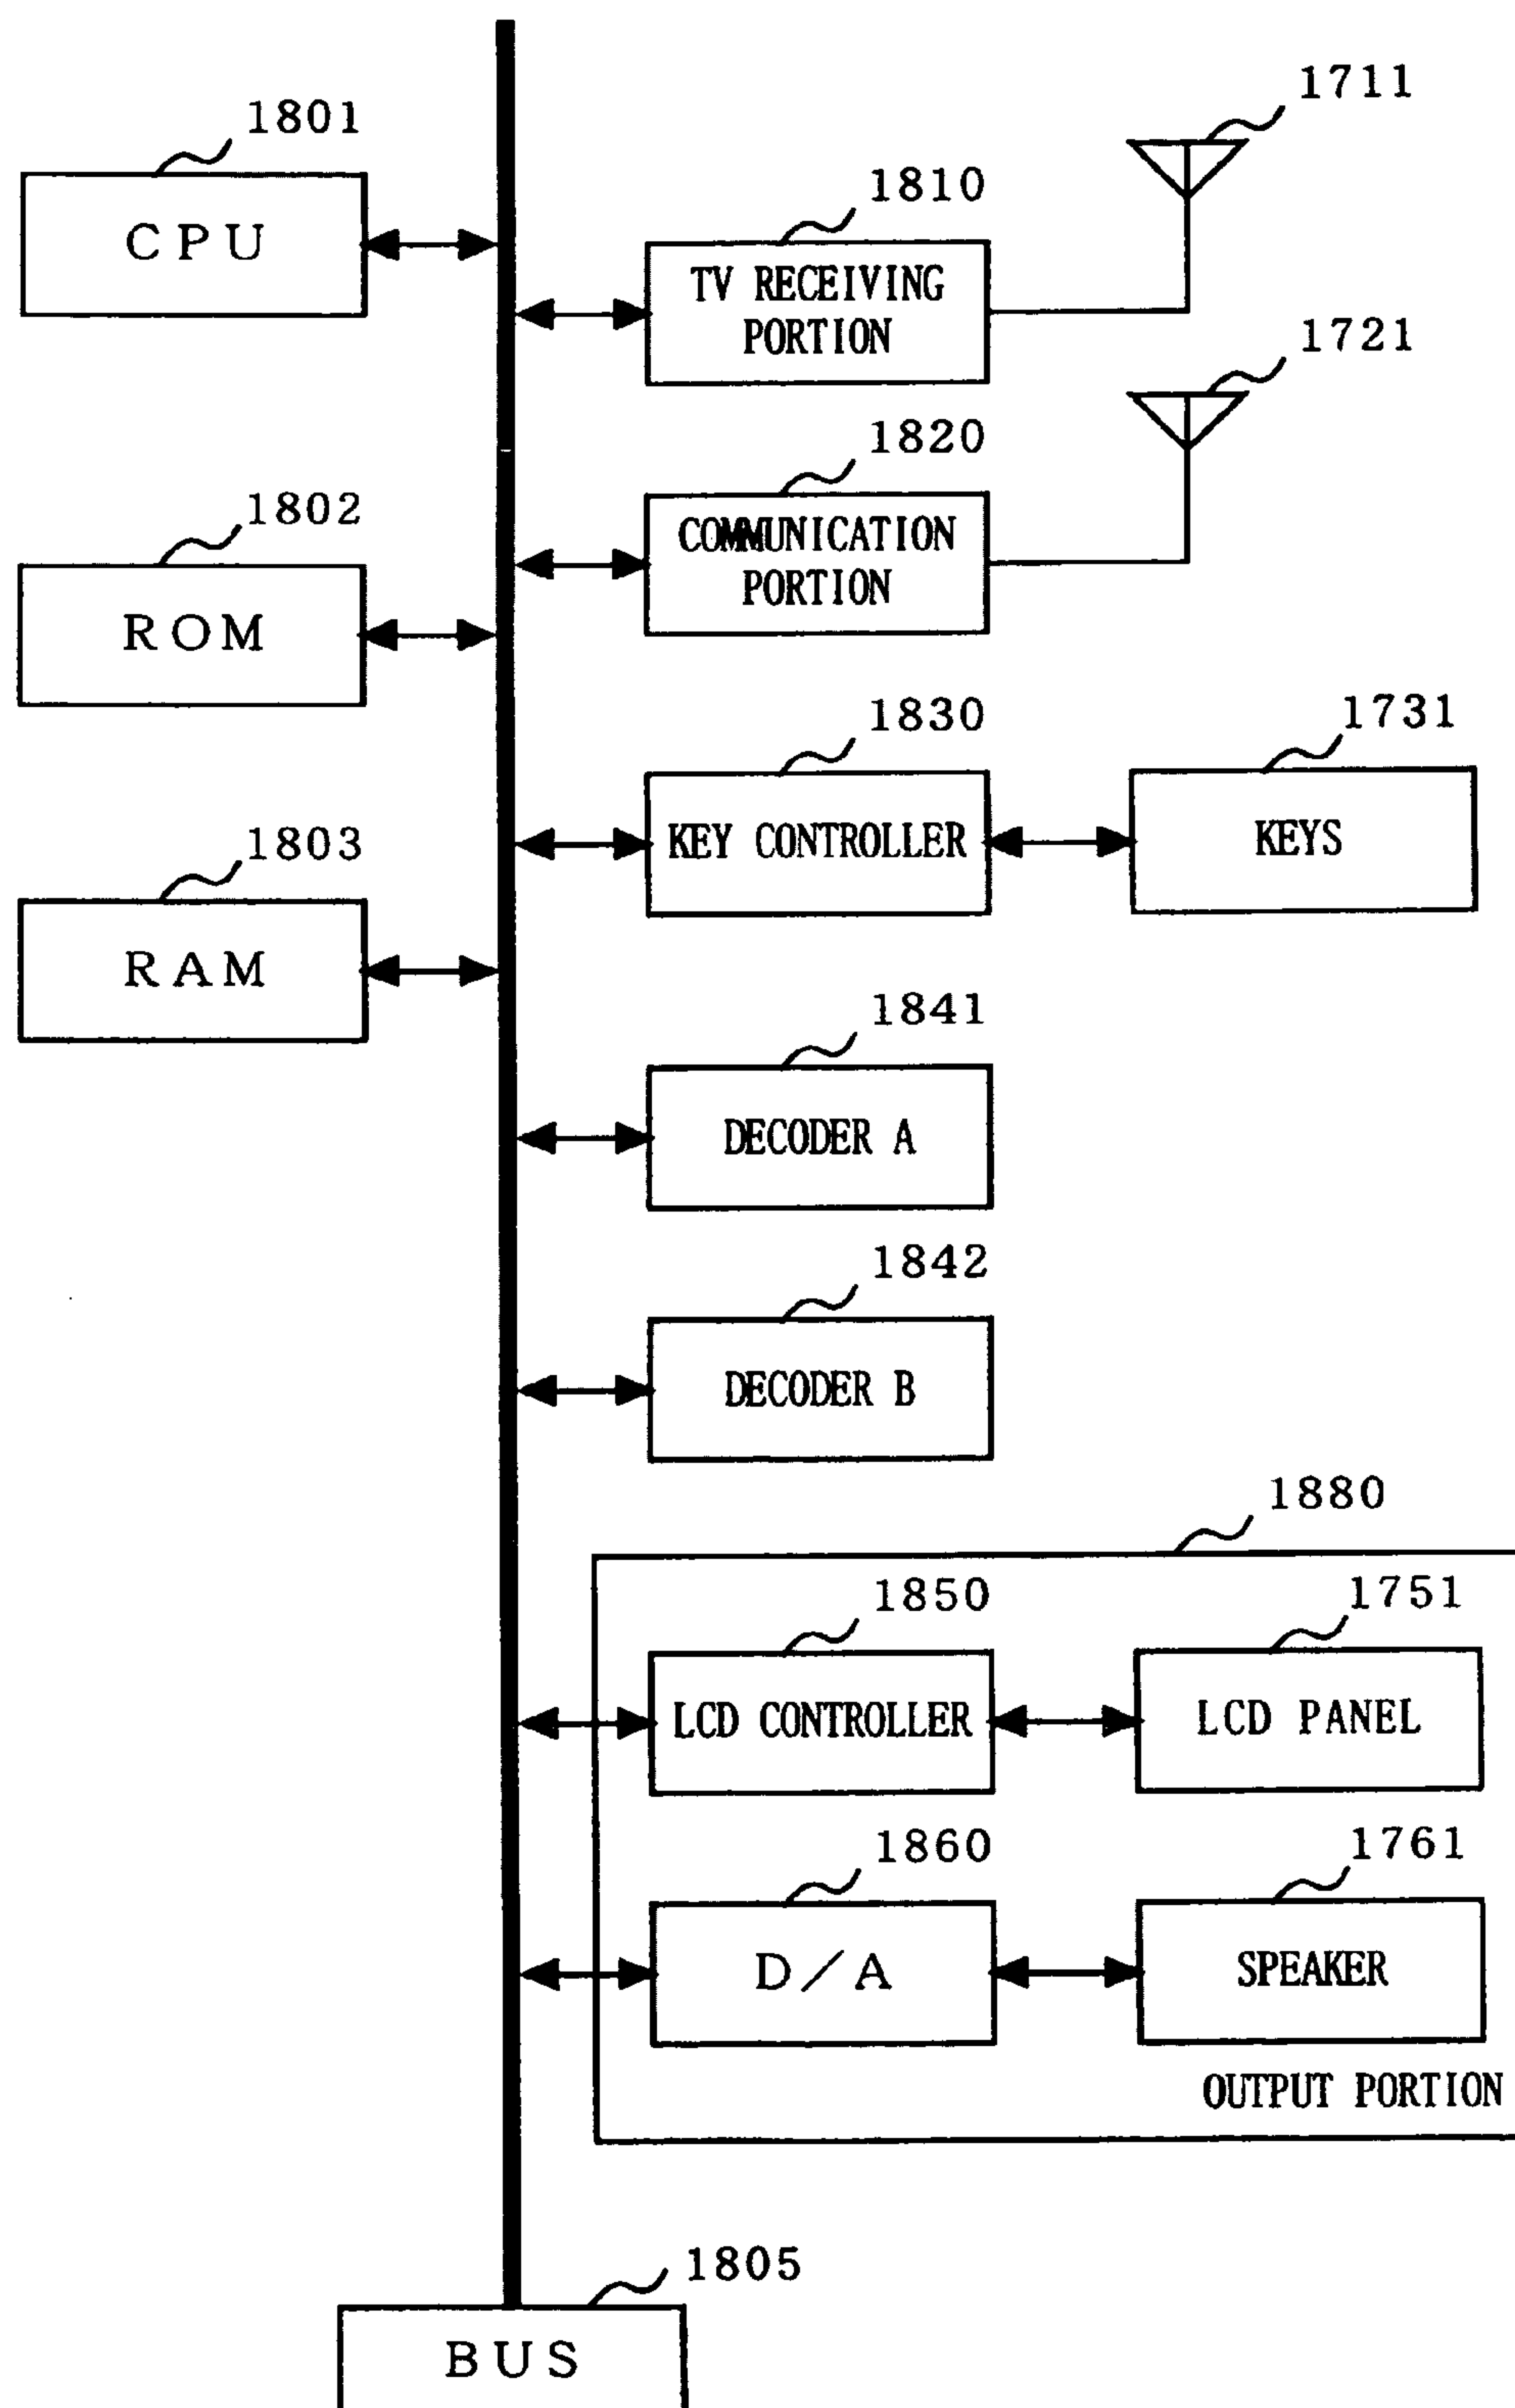 1801
CPU
1711
1810
TV RECEIVING
PORTION
1721
1820
COMMUNICATION
PORTION
1802
ROM
1830
KEY CONTROLLER
1731
KEYS
1803
RAM
1841
DECODER A
1842
DECODER B
1880
1850
LCD CONTROLLER
1751
LCD PANEL
1860
D/A
1761
SPEAKER
OUTPUT PORTION
1805
BUS